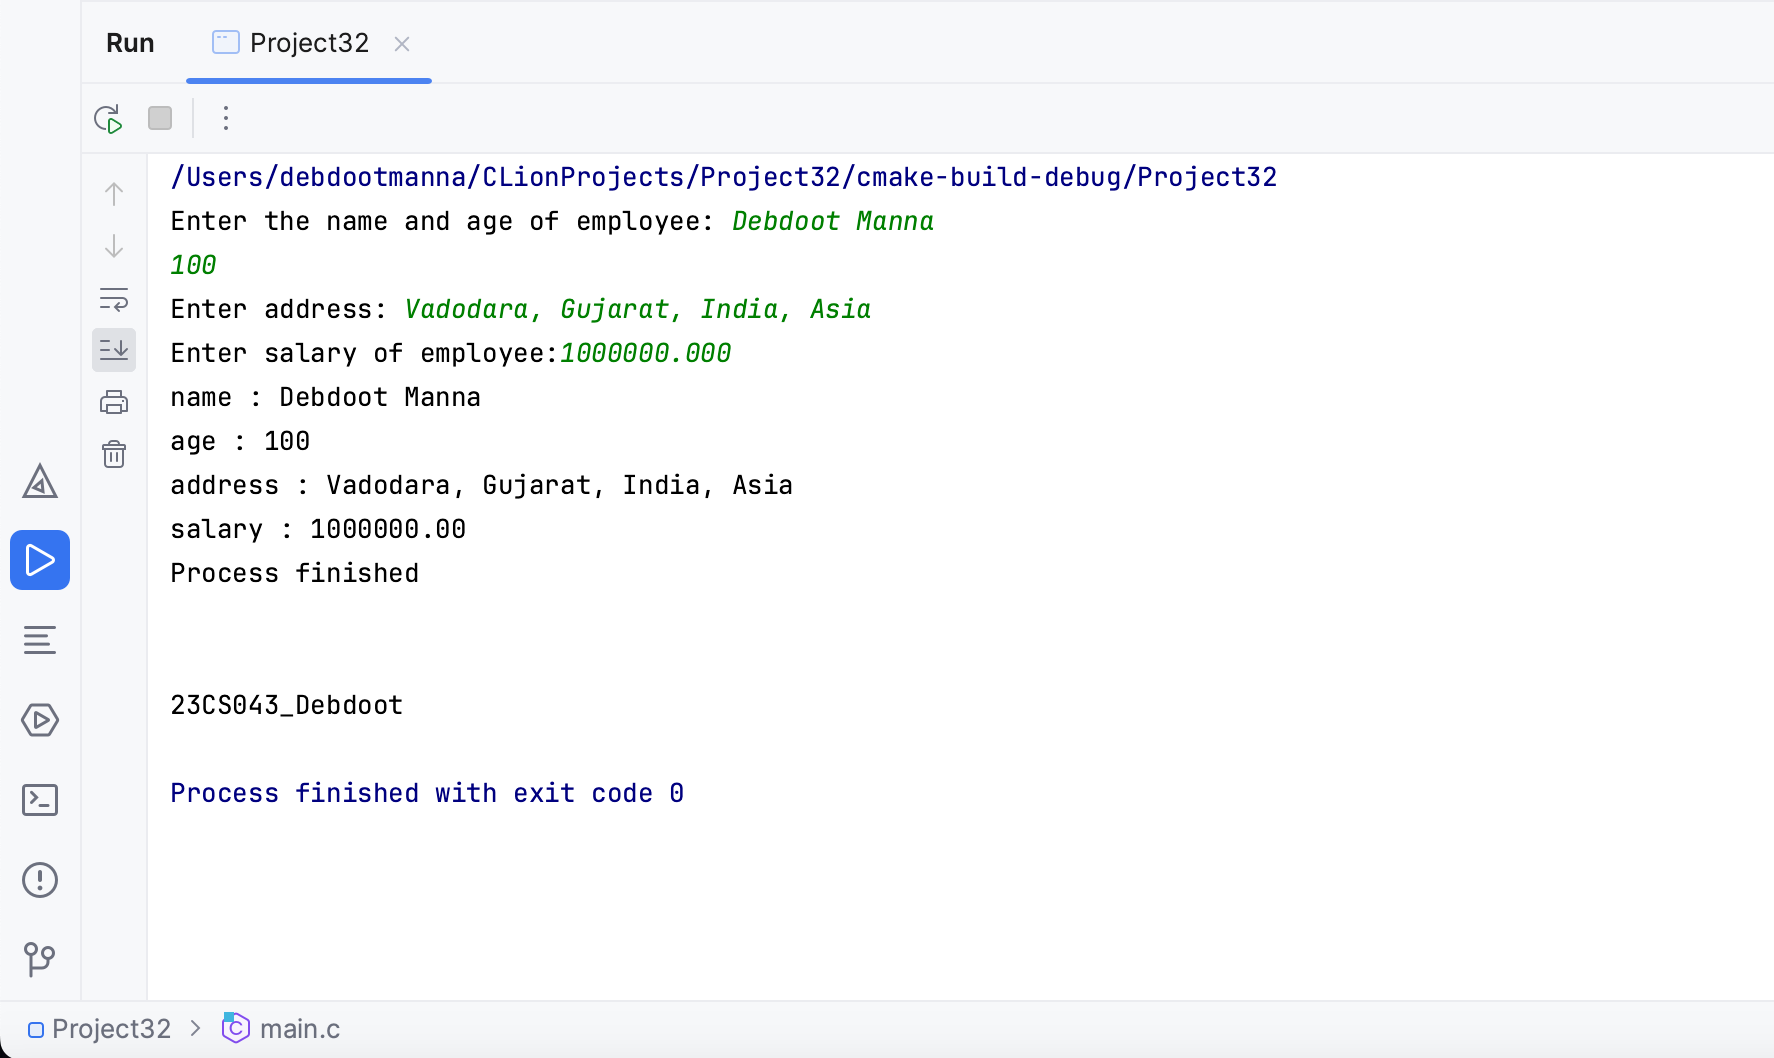 Run Project32
/Users/debdootmanna/CLionProjects/Project32/cmake-build-debug/Project32
Enter the name and age of employee: Debdoot Manna
100
Enter address: Vadodara, Gujarat, India, Asia
Enter salary of employee:1000000.000
name : Debdoot Manna
age : 100
address : Vadodara, Gujarat, India, Asia
salary : 1000000.00
Process finished
23CS043_Debdoot
Process finished with exit code 0
Project32 > main.c